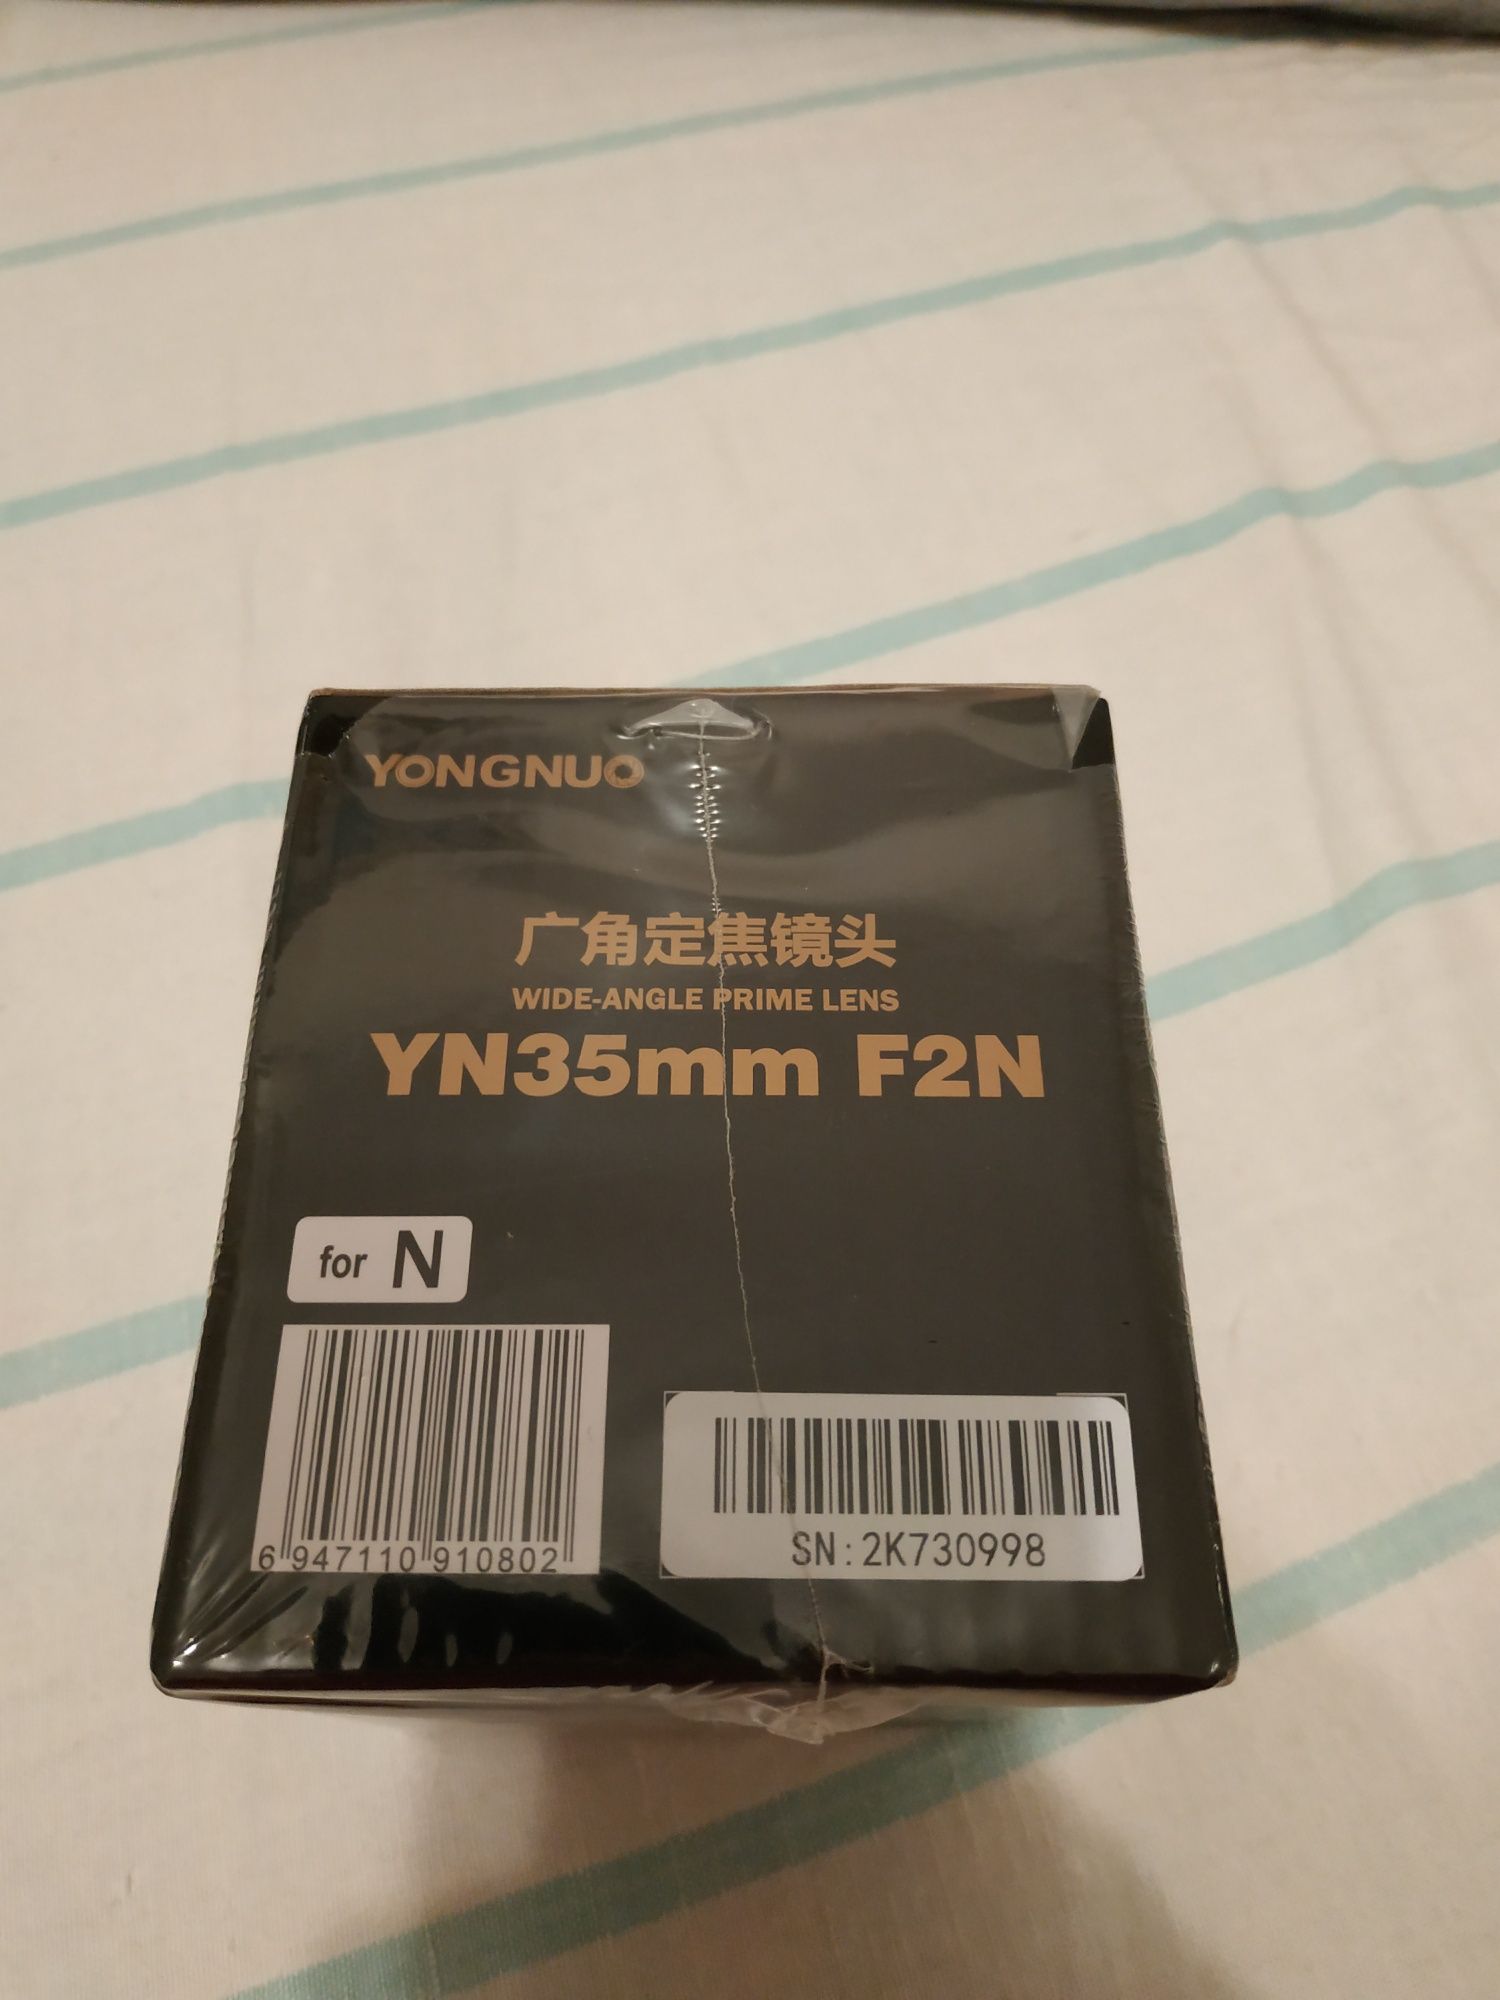 YONGNUO
广角定焦镜头
WIDE-ANGLE PRIME LENS
YN35mm F2N
for N
6 947110 910802
SN:2K730998